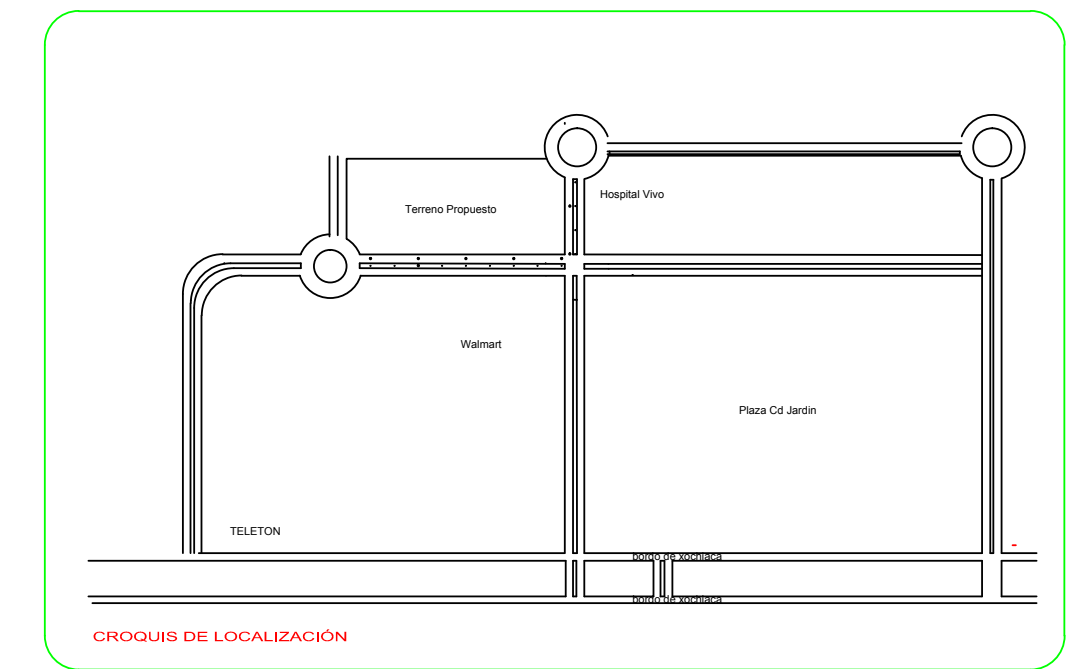 Hospital Vivo
Terreno Propuesto
Walmart
Plaza Cd Jardin
TELETON
bordo de xochiaca
bordo de xochiaca
CROQUIS DE LOCALIZACIÓN